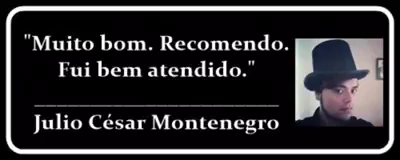 "Muito bom. Recomendo.
Fui bem atendido."
Julio César Montenegro